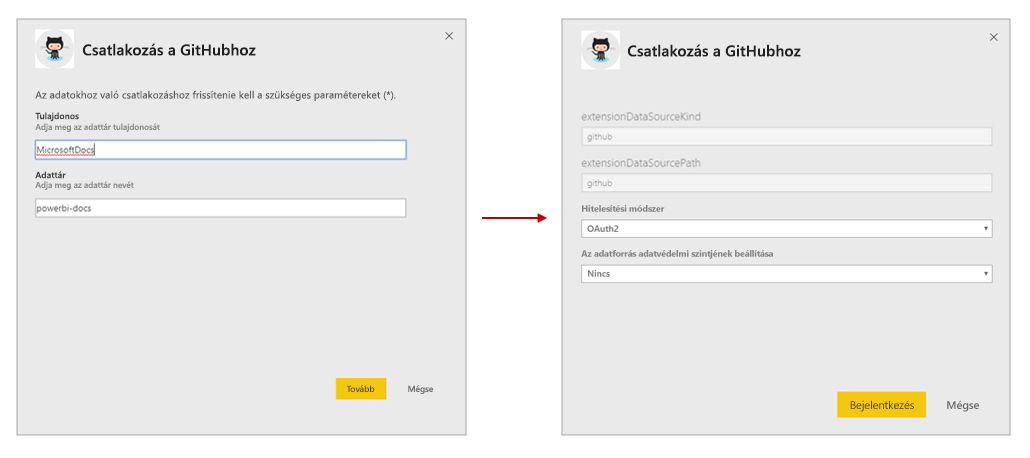 Csatlakozás a GitHubhoz
Az adatokhoz való csatlakozáshoz frissítenie kell a szükséges paramétereket (*).
Tulajdonos
Adja meg az adattár tulajdonosát
MicrosoftDocs
Adattár
Adja meg az adattár nevét
powerbi-docs
Tovább
Mégse
Csatlakozás a GitHubhoz
extensionDataSourceKind
github
extensionDataSourcePath
github
Hitelesítési módszer
OAuth2
Az adatforrás adatvédelmi szintjének beállítása
Nincs
Bejelentkezés
Mégse